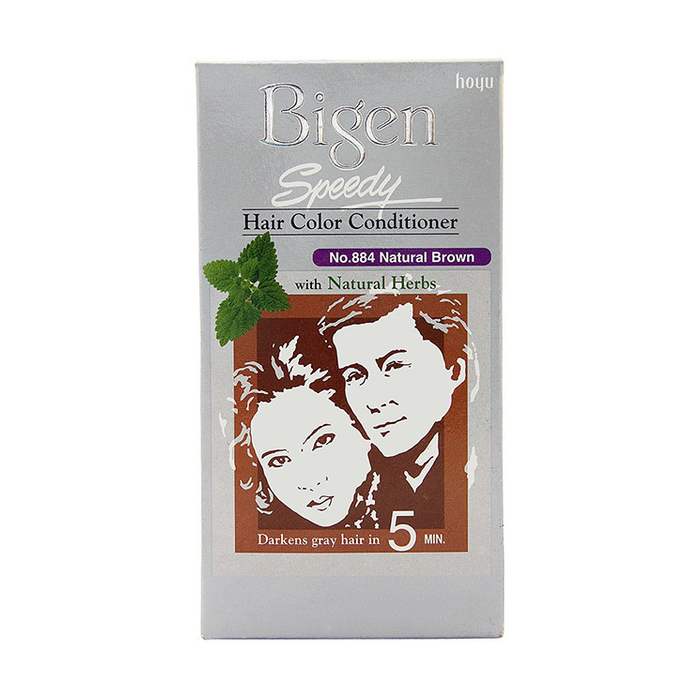 hoyu
Bigen
Speedy
Hair Color Conditioner
No.884 Natural Brown
with Natural Herbs
Darkens gray hair in 5 MIN.